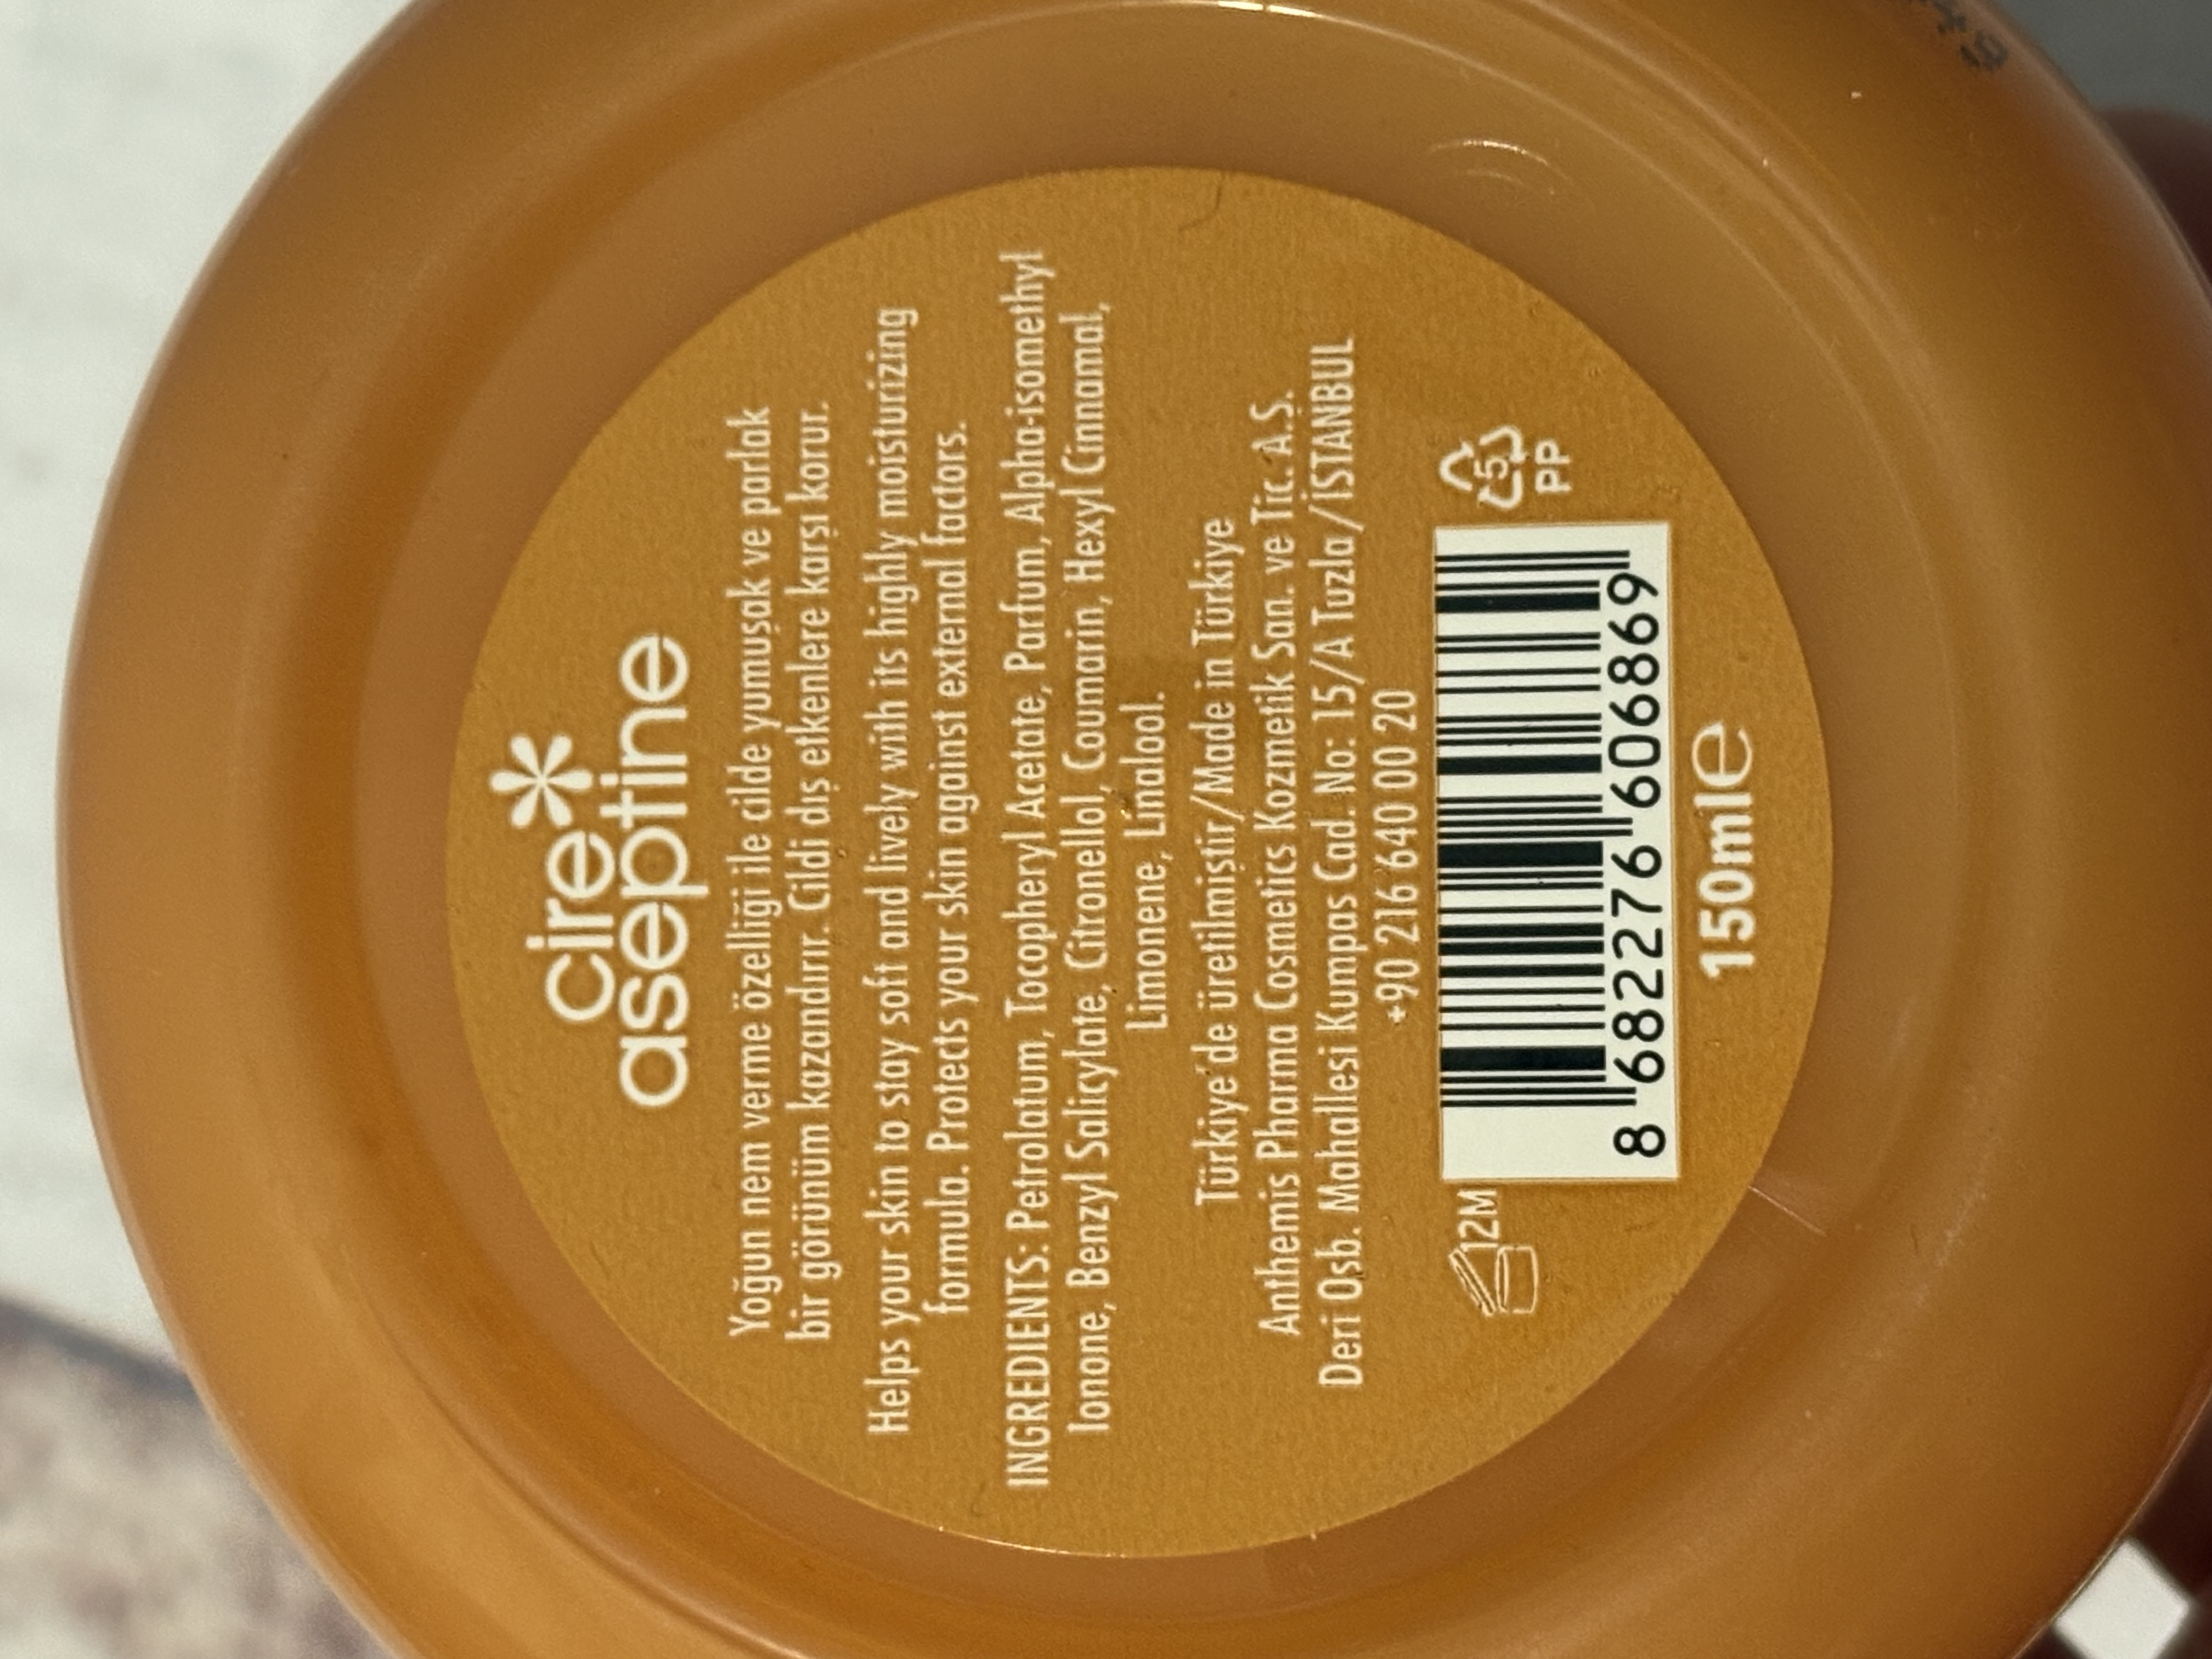 cire*
aseptine
Yoğun nem verme özelliği ile cilde yumuşak ve parlak
bir görünüm kazandırır. Cildi dış etkenlere karşı korur.
Helps your skin to stay soft and lively with its highly moisturizing
formula. Protects your skin against external factors.
INGREDIENTS: Petrolatum, Tocopheryl Acetate, Parfum, Alpha-isomethyl
Ionone, Benzyl Salicylate, Citronellol, Coumarin, Hexyl Cinnamal,
Limonene, Linalool.
Türkiye'de üretilmiştir/Made in Türkiye
Anthemis Pharma Cosmetics Kozmetik San. ve Tic. A.Ş.
Deri Osb. Mahallesi Kumpas Cad. No: 15/A Tuzla/İSTANBUL
+90 216 640 00 20
12M
5
PP
8 682276 606869
150ml e